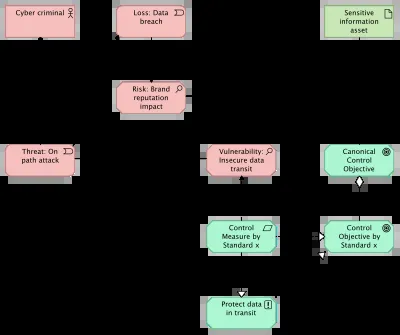 Cyber criminal
Loss: Data
breach
Sensitive
information
asset
Risk: Brand
reputation
impact
Threat: On
path attack
Vulnerability:
Insecure data
transit
Canonical
Control
Objective
Control
Measure by
Standard x
Control
Objective by
Standard x
Protect data
in transit